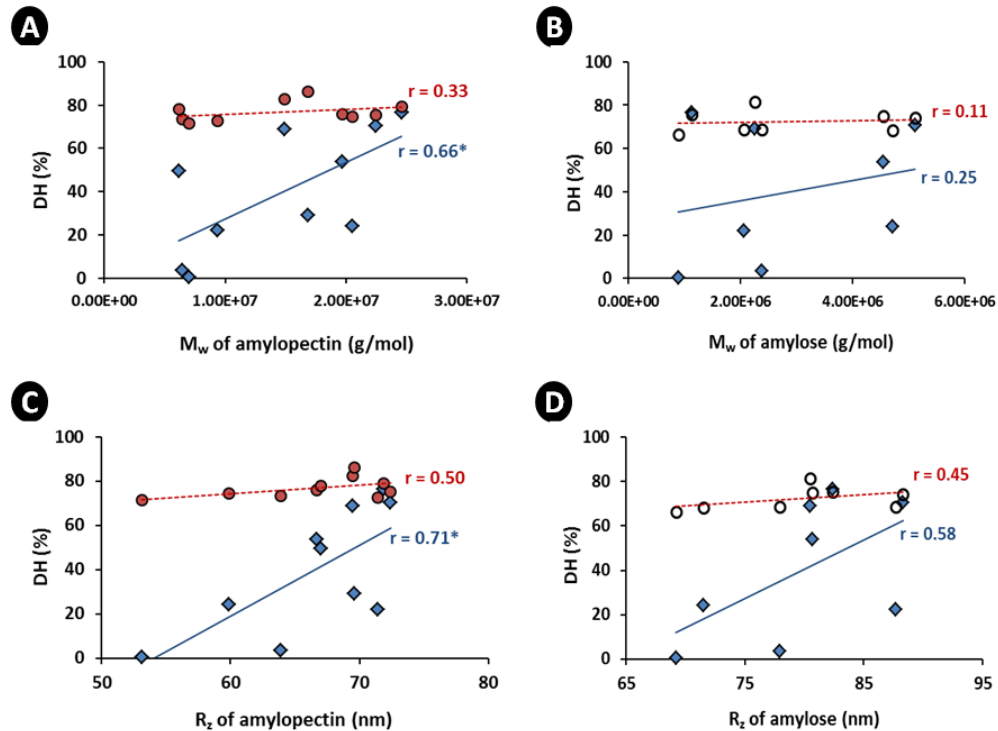 A
100
80
60
40
20
0
DH (%)
r = 0.33
r = 0.66*
0.00E+00
1.00E+07
2.00E+07
3.00E+07
Mw of amylopectin (g/mol)
B
100
80
60
40
20
0
DH (%)
r = 0.11
r = 0.25
0.00E+00
2.00E+06
4.00E+06
6.00E+06
Mw of amylose (g/mol)
C
100
80
60
40
20
0
DH (%)
r = 0.50
r = 0.71*
50
60
70
80
Rz of amylopectin (nm)
D
100
80
60
40
20
0
DH (%)
r = 0.45
r = 0.58
65
75
85
95
Rz of amylose (nm)